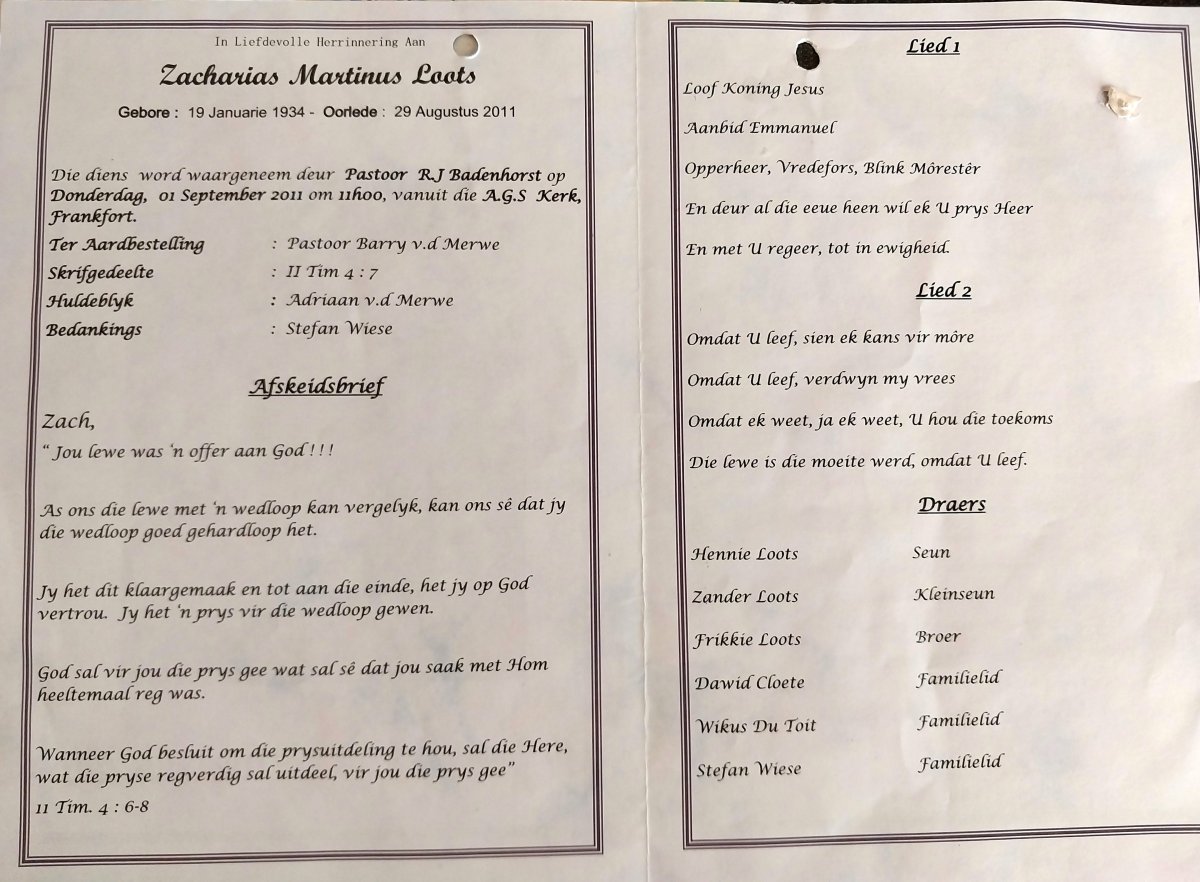 In Liefdevolle Herrinnering Aan
Zacharias Martinus Loots
Gebore : 19 Januarie 1934 - Oorlede : 29 Augustus 2011
Die diens word waargeneem deur Pastoor R.J Badenhorst op
Donderdag, 01 September 2011 om 11h00, vanuit die A.G.S Kerk,
Frankfort.
Ter Aardbestelling : Pastoor Barry v.d Merwe
Skrifgedeelte : II Tim 4 : 7
Huldeblyk : Adriaan v.d Merwe
Bedankings : Stefan Wiese
Afskeidsbrief
Zach,
“ Jou lewe was ‘n offer aan God ! ! !
As ons die lewe met ‘n wedloop kan vergelyk, kan ons sê dat jy
die wedloop goed gehardloop het.
Jy het dit klaargemaak en tot aan die einde, het jy op God
vertrou. Jy het ‘n prys vir die wedloop gewen.
God sal vir jou die prys gee wat sal sê dat jou saak met Hom
heeltemaal reg was.
Wanneer God besluit om die prysuitdeling te hou, sal die Here,
wat die pryse regverdig sal uitdeel, vir jou die prys gee”
11 Tim. 4 : 6-8
Lied 1
Loof Koning Jesus
Aanbid Emmanuel
Opperheer, Vredefors, Blink Môrestêr
En deur al die eeue heen wil ek U prys Heer
En met U regeer, tot in ewigheid.
Lied 2
Omdat U leef, sien ek kans vir môre
Omdat U leef, verdwyn my vrees
Omdat ek weet, ja ek weet, U hou die toekoms
Die lewe is die moeite werd, omdat U leef.
Draers
Hennie Loots Seun
Zander Loots Kleinseun
Frikkie Loots Broer
Dawid Cloete Familielid
Wikus Du Toit Familielid
Stefan Wiese Familielid